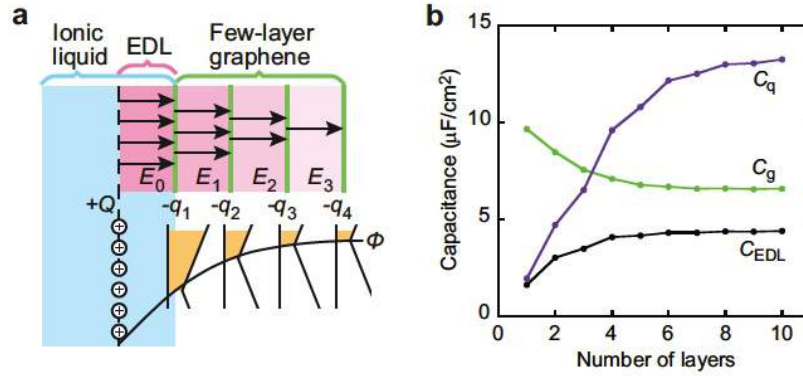 a
Ionic
liquid
EDL
Few-layer
graphene
E0 E1 E2 E3
+Q -q1 -q2 -q3 -q4
Φ
+
+
+
+
+
+
b
15
10
5
0
Capacitance (μF/cm2)
Cq
Cg
CEDL
0 2 4 6 8 10
Number of layers